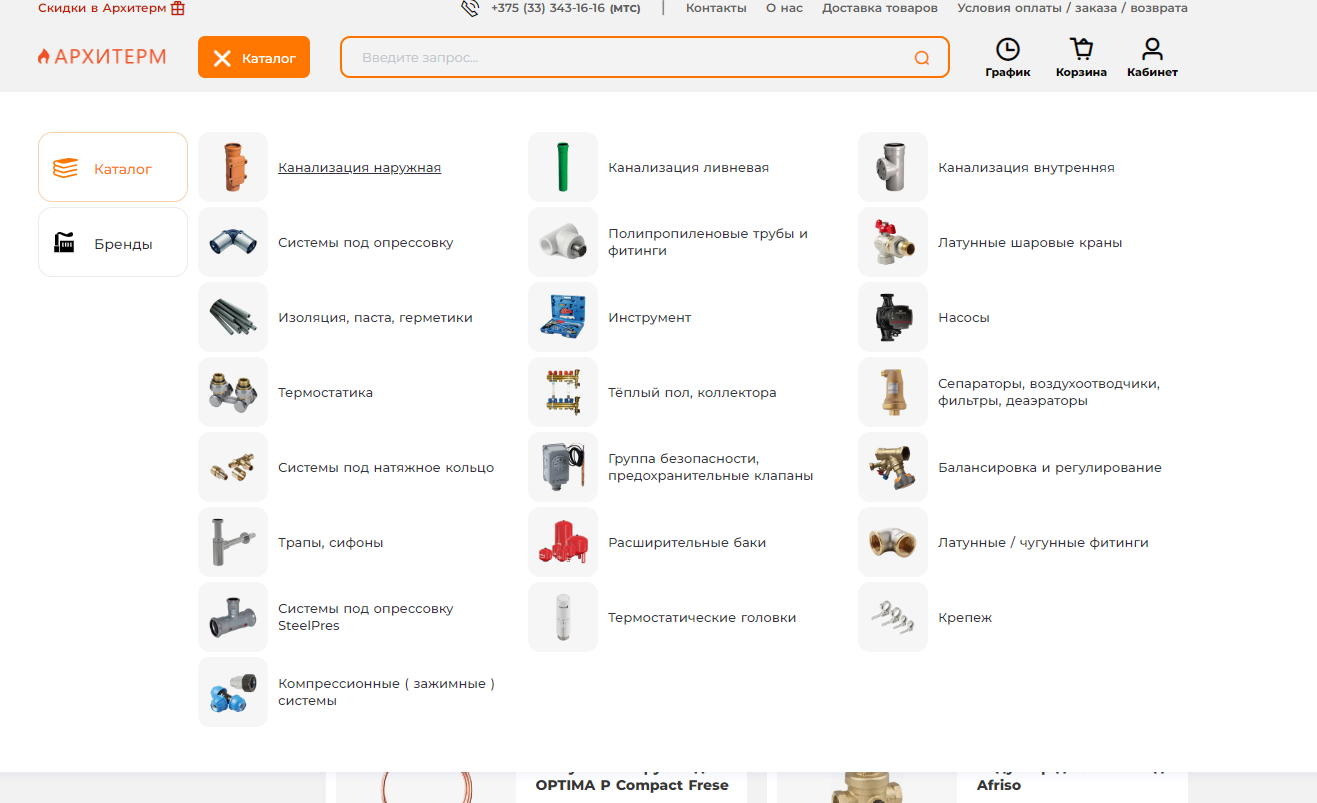 Скидки в Архитерм
+375 (33) 343-16-16 (МТС)
Контакты
О нас
Доставка товаров
Условия оплаты / заказа / возврата
АРХИТЕРМ
Каталог
Введите запрос...
График
Корзина
Кабинет
Каталог
Бренды
Канализация наружная
Канализация ливневая
Канализация внутренняя
Системы под опрессовку
Полипропиленовые трубы и
фитинги
Латунные шаровые краны
Изоляция, паста, герметики
Инструмент
Насосы
Термостатика
Тёплый пол, коллектора
Сепараторы, воздухоотводчики,
фильтры, деаэраторы
Системы под натяжное кольцо
Группа безопасности,
предохранительные клапаны
Балансировка и регулирование
Трапы, сифоны
Расширительные баки
Латунные / чугунные фитинги
Системы под опрессовку
SteelPres
Термостатические головки
Крепеж
Компрессионные ( зажимные )
системы
OPTIMA P Compact Frese
Afriso